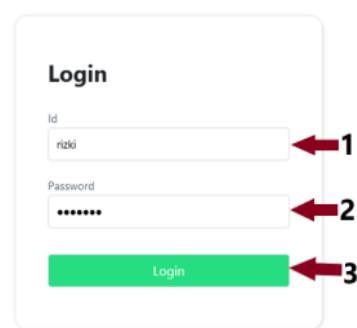 Login
Id
rizki
1
Password
•••••••
2
Login
3